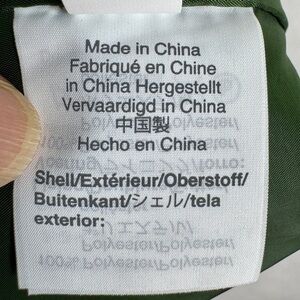 Made in China
Fabriqué en Chine
in China Hergestellt
Vervaardigd in China
中国製
Hecho en China
Shell/Extérieur/Oberstoff/
Buitenkant/シェル/tela
exterior: